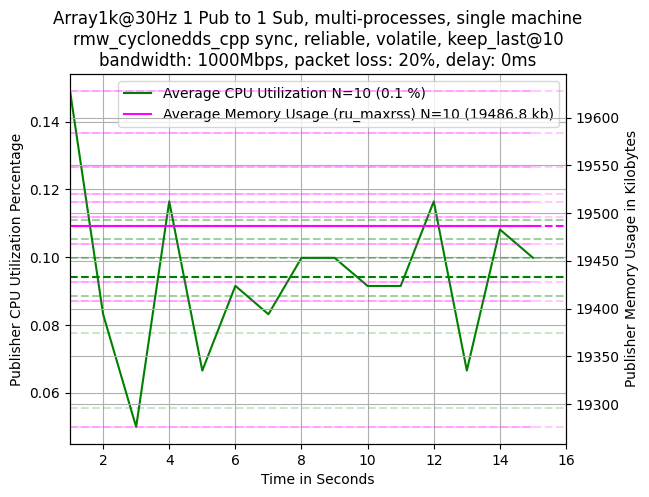 Array1k@30Hz 1 Pub to 1 Sub, multi-processes, single machine
rmw_cyclonedds_cpp sync, reliable, volatile, keep_last@10
bandwidth: 1000Mbps, packet loss: 20%, delay: 0ms
Average CPU Utilization N=10 (0.1 %)
Average Memory Usage (ru_maxrss) N=10 (19486.8 kb)
Publisher CPU Utilization Percentage
0.14
0.12
0.10
0.08
0.06
19600
19550
19500
19450
19400
19350
19300
Publisher Memory Usage in Kilobytes
2 4 6 8 10 12 14 16
Time in Seconds